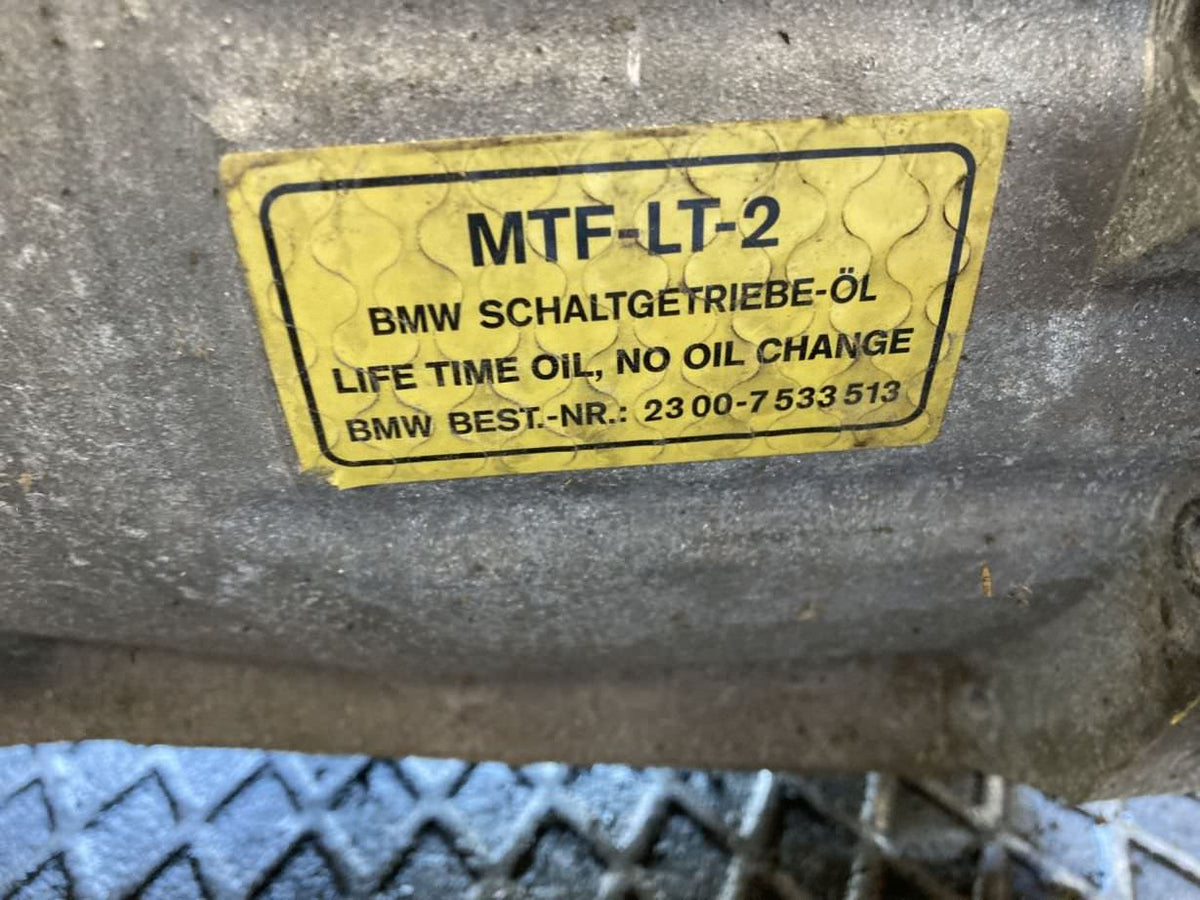 MTF-LT-2
BMW SCHALTGETRIEBE-ÖL
LIFE TIME OIL, NO OIL CHANGE
BMW BEST.-NR.: 23 00-7 533 513